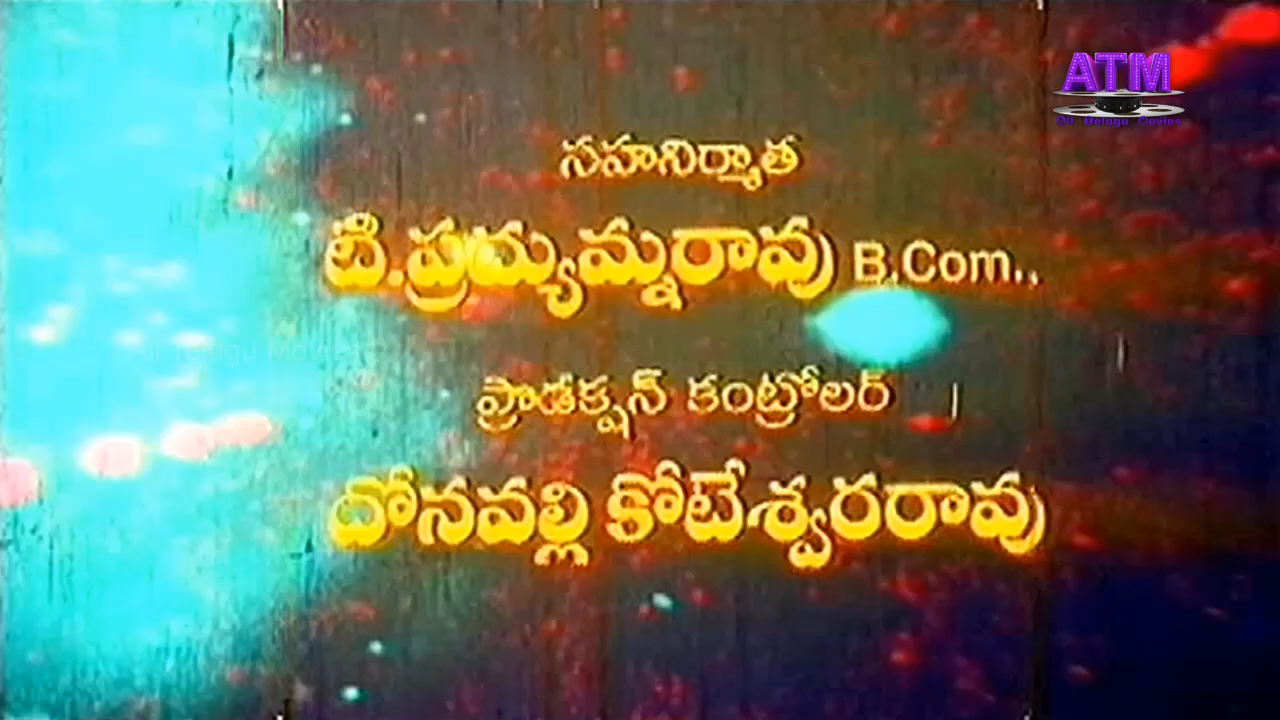 ATM
సహనిర్మాత
టి.ప్రద్యుమ్నరావు B.Com.,
ప్రొడక్షన్ కంట్రోలర్
దోనవల్లి కోటేశ్వరరావు